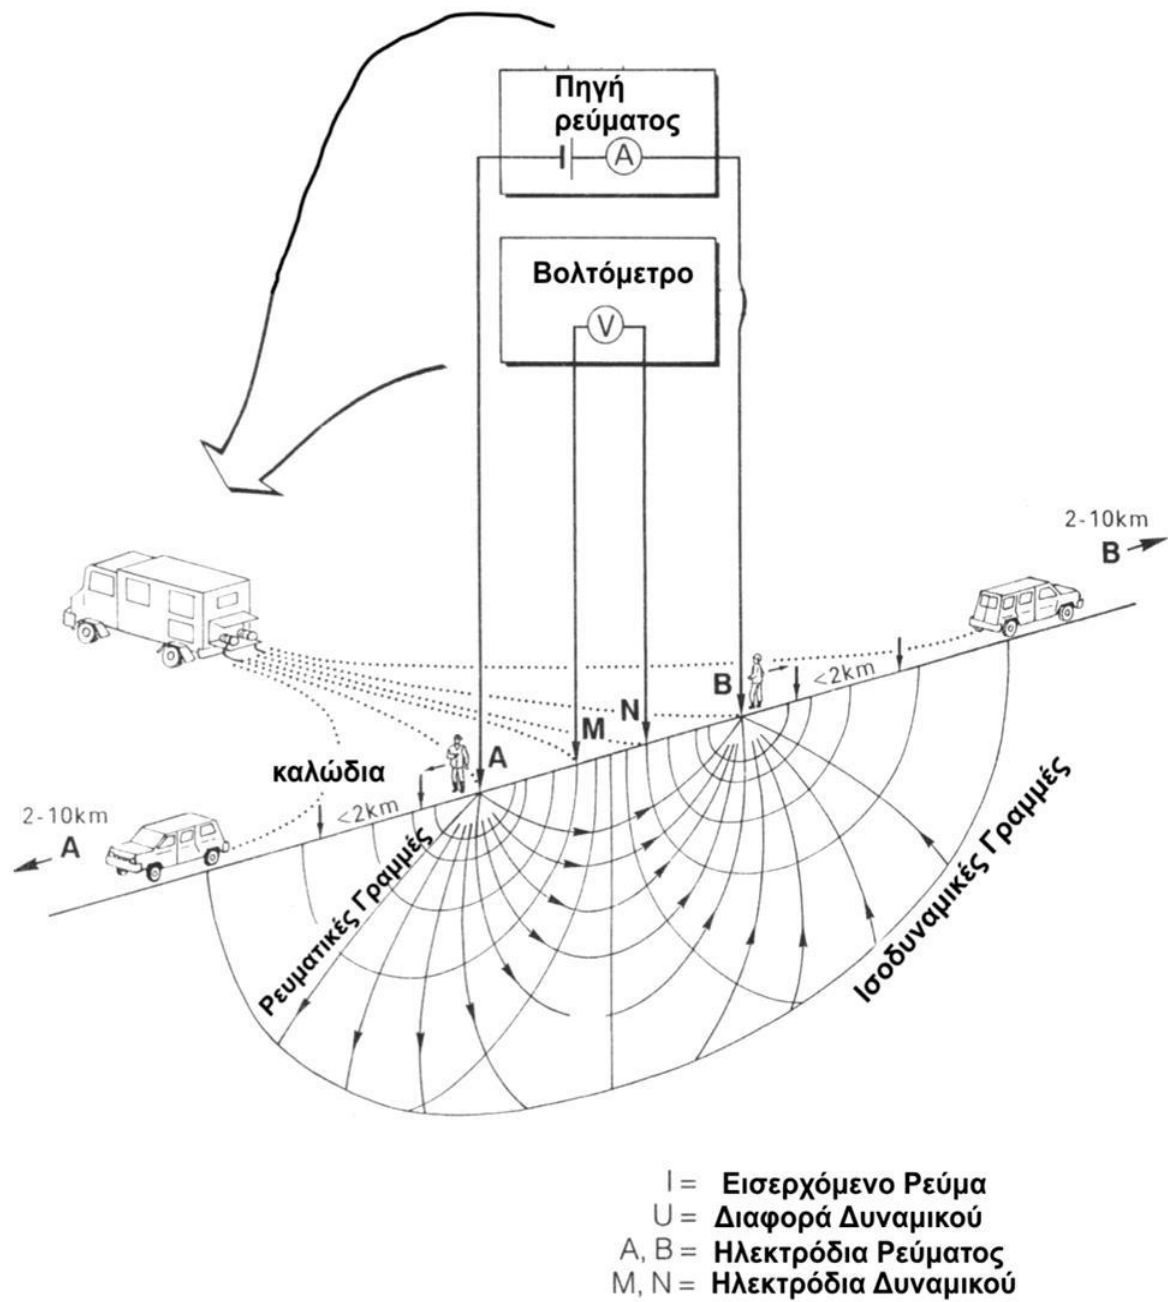 Πηγή
ρεύματος
A
Βολτόμετρο
V
2-10km
B
<2km
B
N
M
A
καλώδια
<2km
2-10km
A
Ρευματικές Γραμμές
Ισοδυναμικές Γραμμές
I = Εισερχόμενο Ρεύμα
U = Διαφορά Δυναμικού
A, B = Ηλεκτρόδια Ρεύματος
M, N = Ηλεκτρόδια Δυναμικού